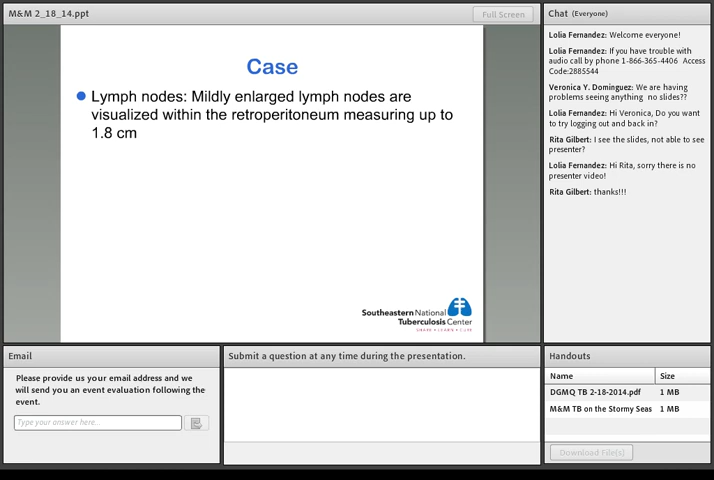 M&M 2_18_14.ppt
Full Screen
Case
Lymph nodes: Mildly enlarged lymph nodes are
visualized within the retroperitoneum measuring up to
1.8 cm
Southeastern National
Tuberculosis Center
Chat (Everyone)
Lolia Fernandez: Welcome everyone!
Lolia Fernandez: If you have trouble with
audio call by phone 1-866-365-4406 Access
Code:2885544
Veronica Y. Dominguez: We are having
problems seeing anything no slides??
Lolia Fernandez: Hi Veronica, Do you want
to try logging out and back in?
Rita Gilbert: I see the slides, not able to see
presenter?
Lolia Fernandez: Hi Rita, sorry there is no
presenter video!
Rita Gilbert: thanks!!!
Email
Please provide us your email address and we
will send you an event evaluation following the
event.
Type your answer here...
Submit a question at any time during the presentation.
Handouts
Name Size
DGMQ TB 2-18-2014.pdf 1 MB
M&M TB on the Stormy Seas 1 MB
Download File(s)